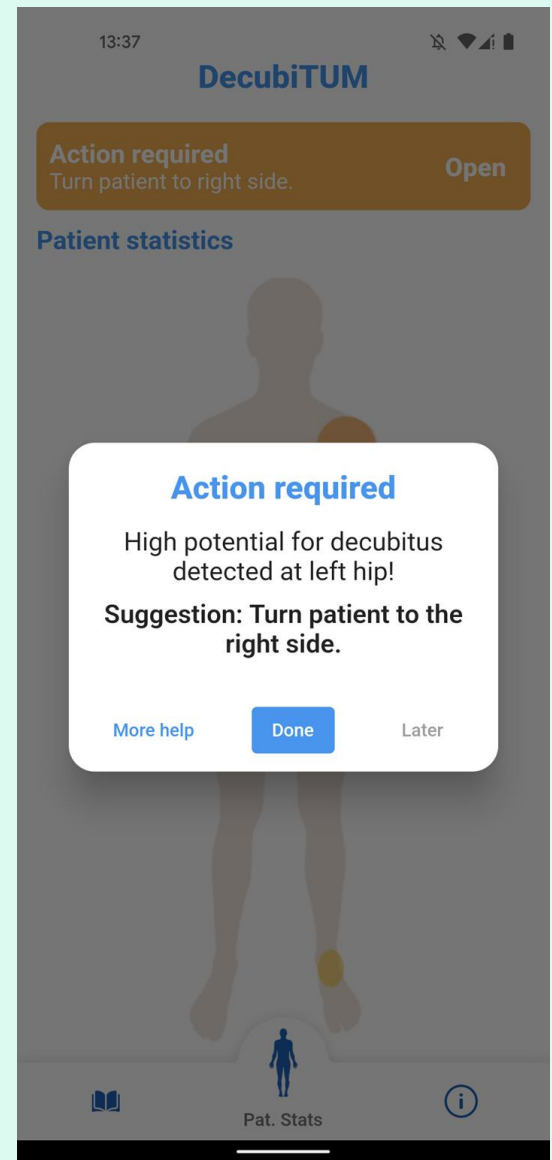 13:37
DecubiTUM
Action required
Turn patient to right side.
Open
Patient statistics
Action required
High potential for decubitus
detected at left hip!
Suggestion: Turn patient to the
right side.
More help
Done
Later
Pat. Stats